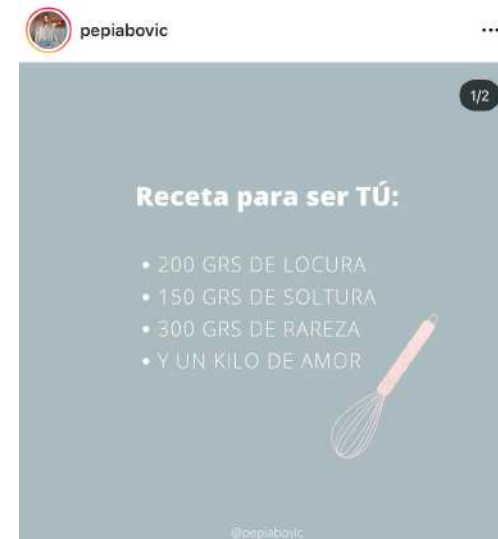 pepiabovic
1/2
Receta para ser TÚ:
• 200 GRS DE LOCURA
• 150 GRS DE SOLTURA
• 300 GRS DE RAREZA
• Y UN KILO DE AMOR
@pepiabovic